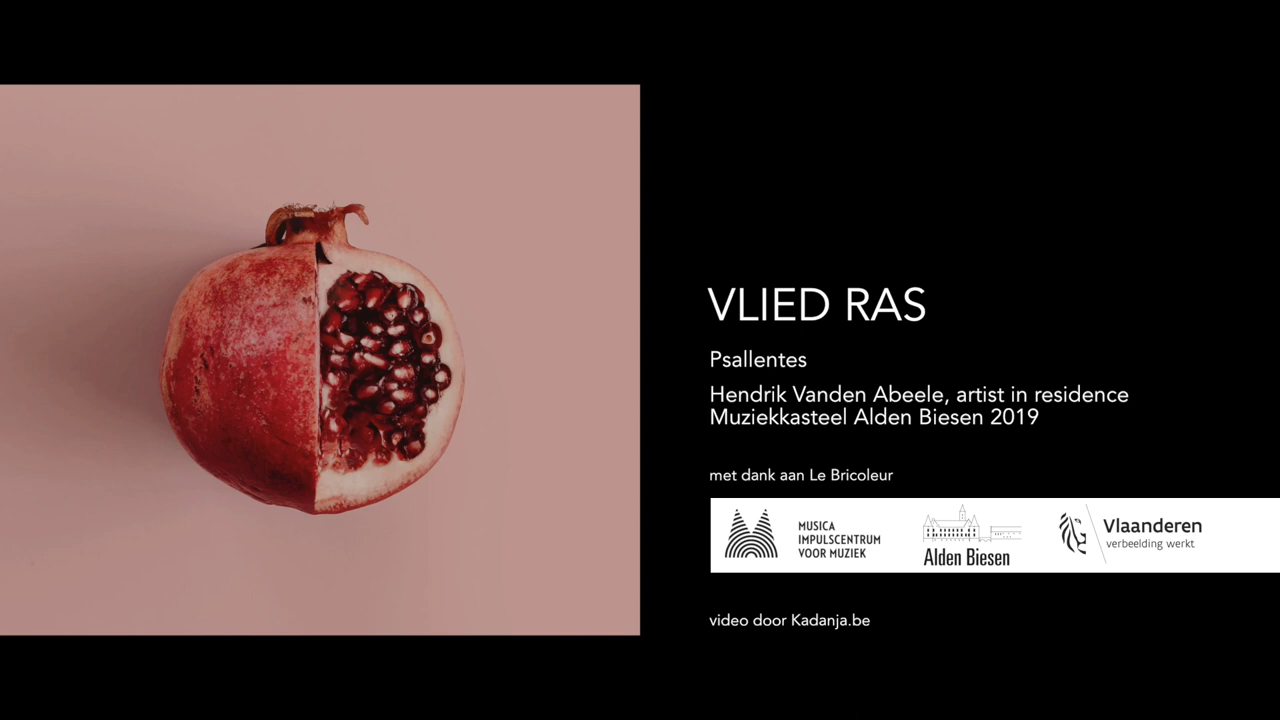 VLIED RAS
Psallentes
Hendrik Vanden Abeele, artist in residence
Muziekkasteel Alden Biesen 2019
met dank aan Le Bricoleur
MUSICA
IMPULSCENTRUM
VOOR MUZIEK
Alden Biesen
Vlaanderen
verbeelding werkt
video door Kadanja.be